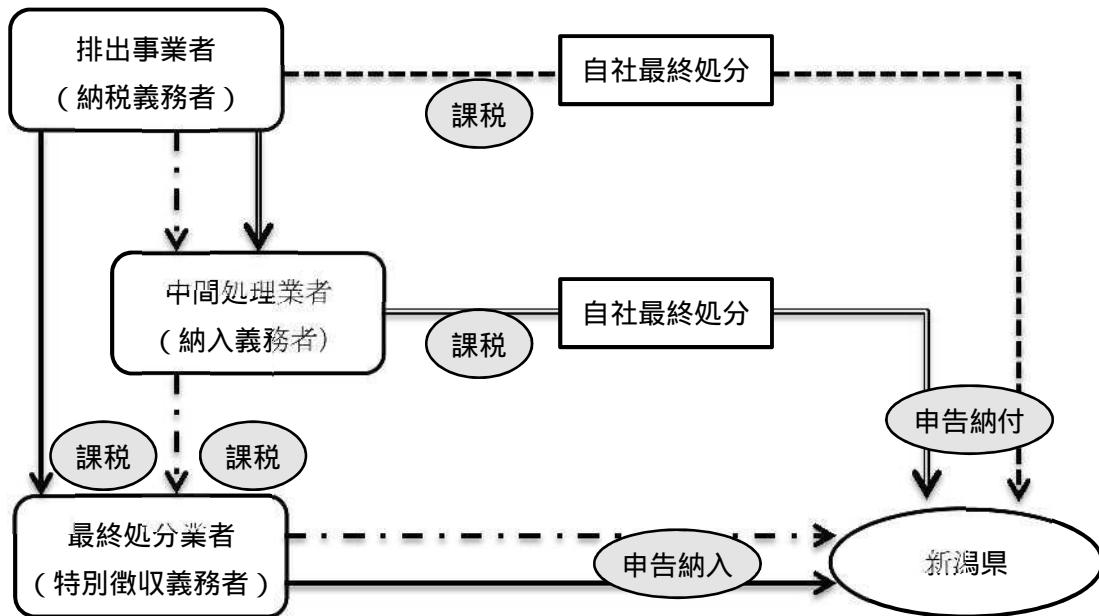 排出事業者
（納税義務者）
自社最終処分
課税
中間処理業者
（納入義務者）
自社最終処分
課税
申告納付
課税
課税
最終処分業者
（特別徴収義務者）
申告納入
新潟県